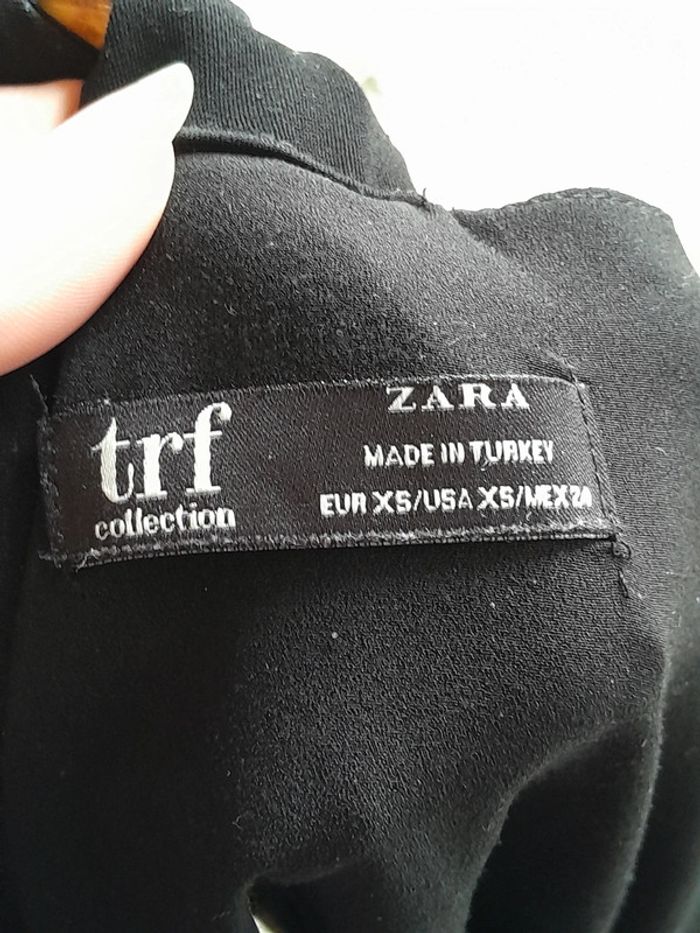 trf
collection
ZARA
MADE IN TURKEY
EUR XS/USA XS/MEX 24